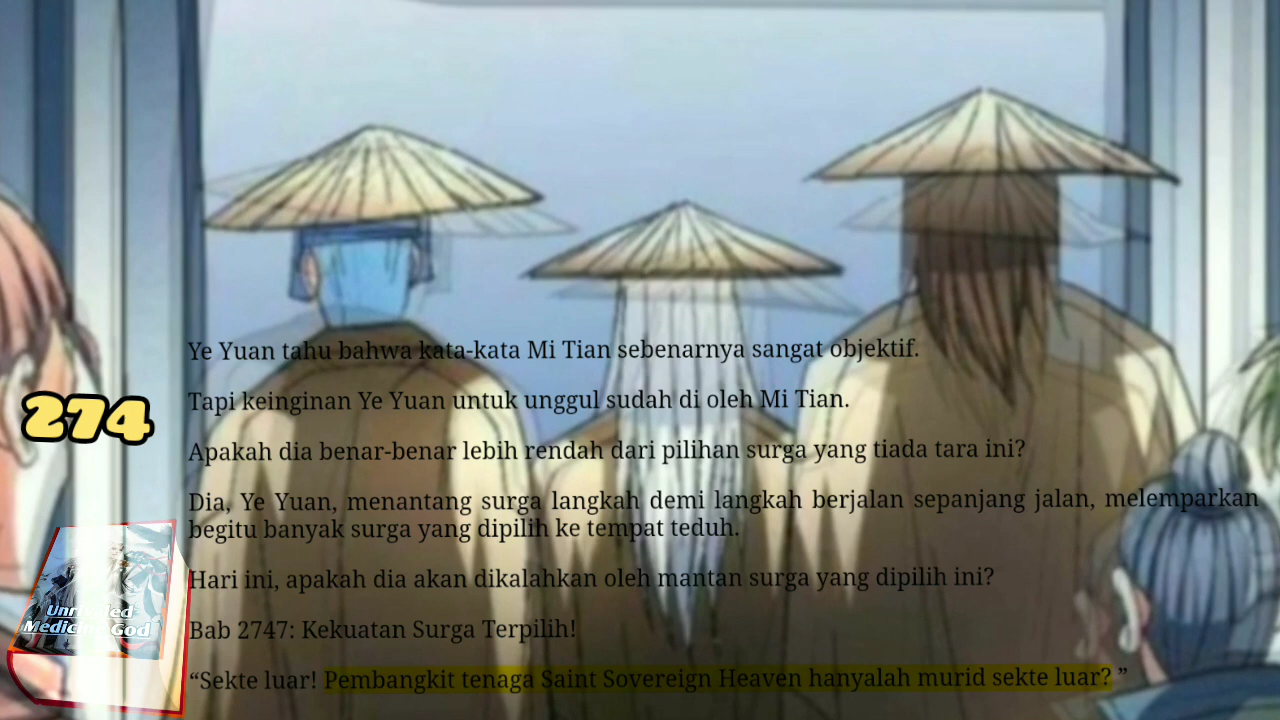 Ye Yuan tahu bahwa kata-kata Mi Tian sebenarnya sangat objektif.
Tapi keinginan Ye Yuan untuk unggul sudah di oleh Mi Tian.
Apakah dia benar-benar lebih rendah dari pilihan surga yang tiada tara ini?
Dia, Ye Yuan, menantang surga langkah demi langkah berjalan sepanjang jalan, melemparkan
begitu banyak surga yang dipilih ke tempat teduh.
Hari ini, apakah dia akan dikalahkan oleh mantan surga yang dipilih ini?
Bab 2747: Kekuatan Surga Terpilih!
“Sekte luar! Pembangkit tenaga Saint Sovereign Heaven hanyalah murid sekte luar? ”
274
Unrivaled
Medicine God